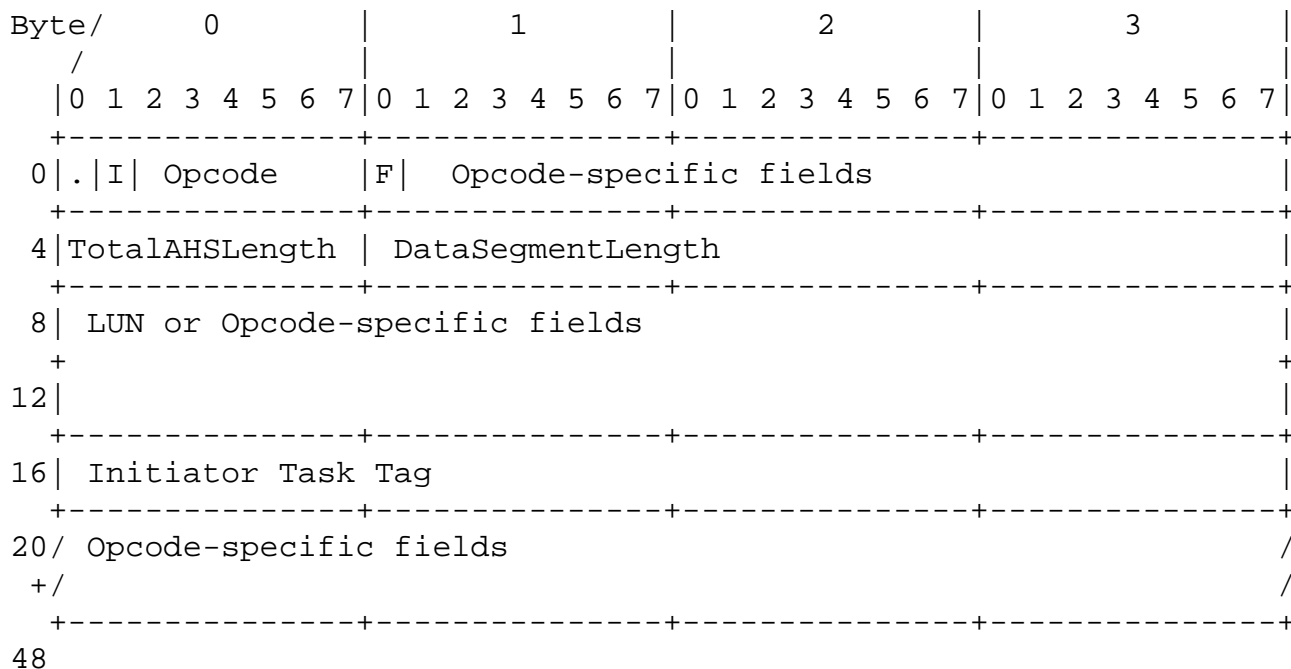 Byte/     0       |       1       |       2       |       3       |
   /              |               |               |               |
  |0 1 2 3 4 5 6 7|0 1 2 3 4 5 6 7|0 1 2 3 4 5 6 7|0 1 2 3 4 5 6 7|
  +---------------+---------------+---------------+---------------+
 0|.|I| Opcode    |F|  Opcode-specific fields                     |
  +---------------+---------------+---------------+---------------+
 4|TotalAHSLength | DataSegmentLength                             |
  +---------------+---------------+---------------+---------------+
 8| LUN or Opcode-specific fields                                 |
  +                                                               +
12|                                                               |
  +---------------+---------------+---------------+---------------+
16| Initiator Task Tag                                            |
  +---------------+---------------+---------------+---------------+
20/ Opcode-specific fields                                        /
 +/                                                               /
  +---------------+---------------+---------------+---------------+
48